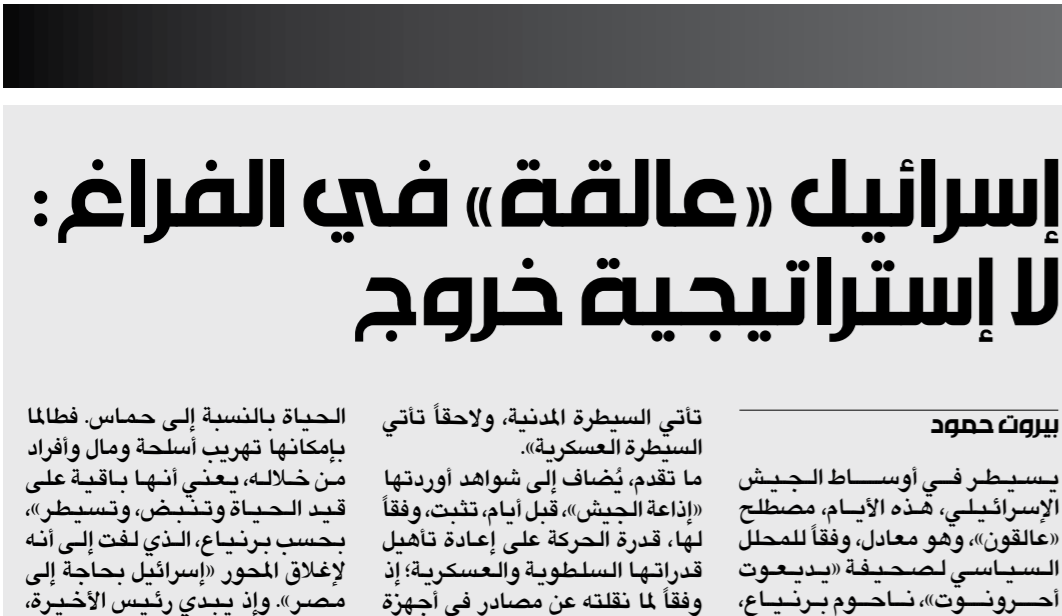 إسرائيل «عالقة» في الفراغ:
لا إستراتيجية خروج
بيروت حمود
يسيطر في أوساط الجيش
الإسرائيلي، هذه الأيام، مصطلح
«عالقون»، وهو معادل، وفقاً للمحلل
السياسي لصحيفة «يديعوت
أحرونوت»، ناحوم برنياع،
تأتي السيطرة المدنية، ولاحقاً تأتي
السيطرة العسكرية».
ما تقدم، يُضاف إلى شواهد أوردتها
«إذاعة الجيش»، قبل أيام، تثبت، وفقاً
لها، قدرة الحركة على إعادة تأهيل
قدراتها السلطوية والعسكرية؛ إذ
وفقاً لما نقلته عن مصادر في أجهزة
الحياة بالنسبة إلى حماس. فطالما
بإمكانها تهريب أسلحة ومال وأفراد
من خلاله، يعني أنها باقية على
قيد الحياة وتنبض، وتسيطر»،
بحسب برنياع، الذي لفت إلى أنه
لإغلاق المحور «إسرائيل بحاجة إلى
مصر». وإذ يبدي رئيس الأخيرة،